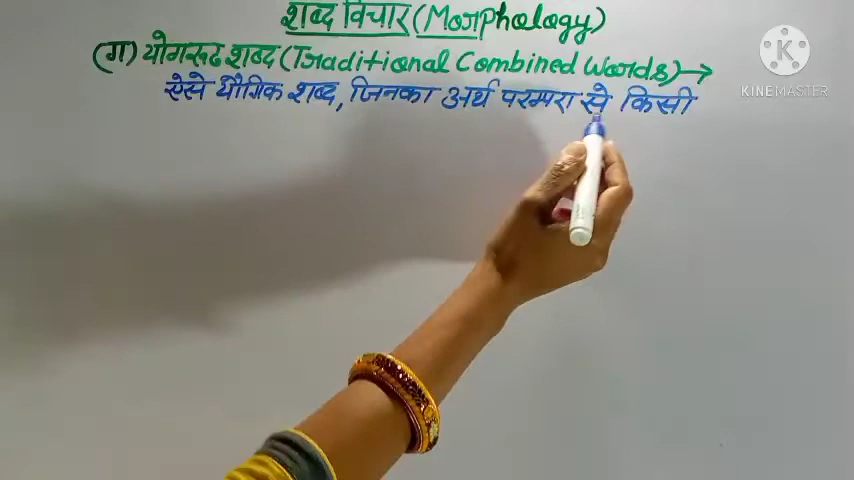 शब्द विचार (Morphology)
(ग) योगरूढ शब्द (Traditional Combined Words) →
ऐसे यौगिक शब्द, जिनका अर्थ परम्परा से किसी
KINEMASTER